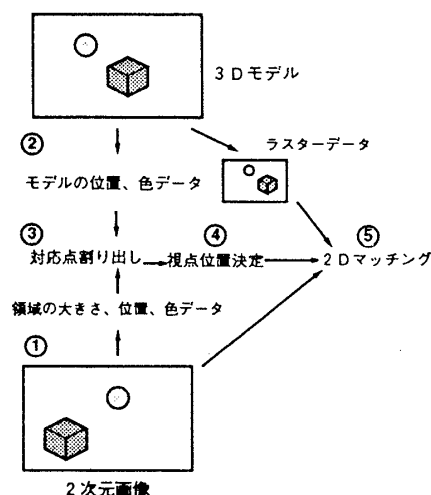 3Dモデル
②
ラスターデータ
モデルの位置、色データ
③
④
⑤
対応点割り出し
視点位置決定
2Dマッチング
領域の大きさ、位置、色データ
①
2次元画像